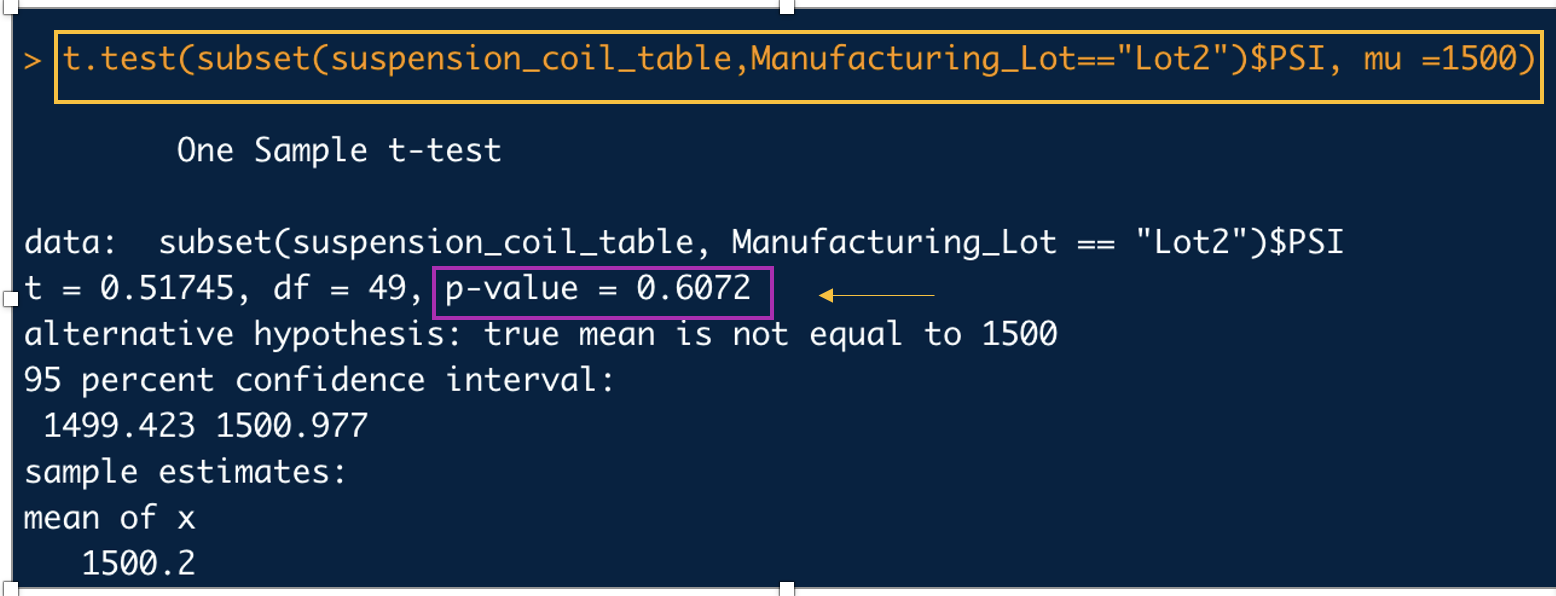 > t.test(subset(suspension_coil_table,Manufacturing_Lot=="Lot2")$PSI, mu =1500)
One Sample t-test
data:  subset(suspension_coil_table, Manufacturing_Lot == "Lot2")$PSI
t = 0.51745, df = 49, p-value = 0.6072
alternative hypothesis: true mean is not equal to 1500
95 percent confidence interval:
1499.423 1500.977
sample estimates:
mean of x
1500.2